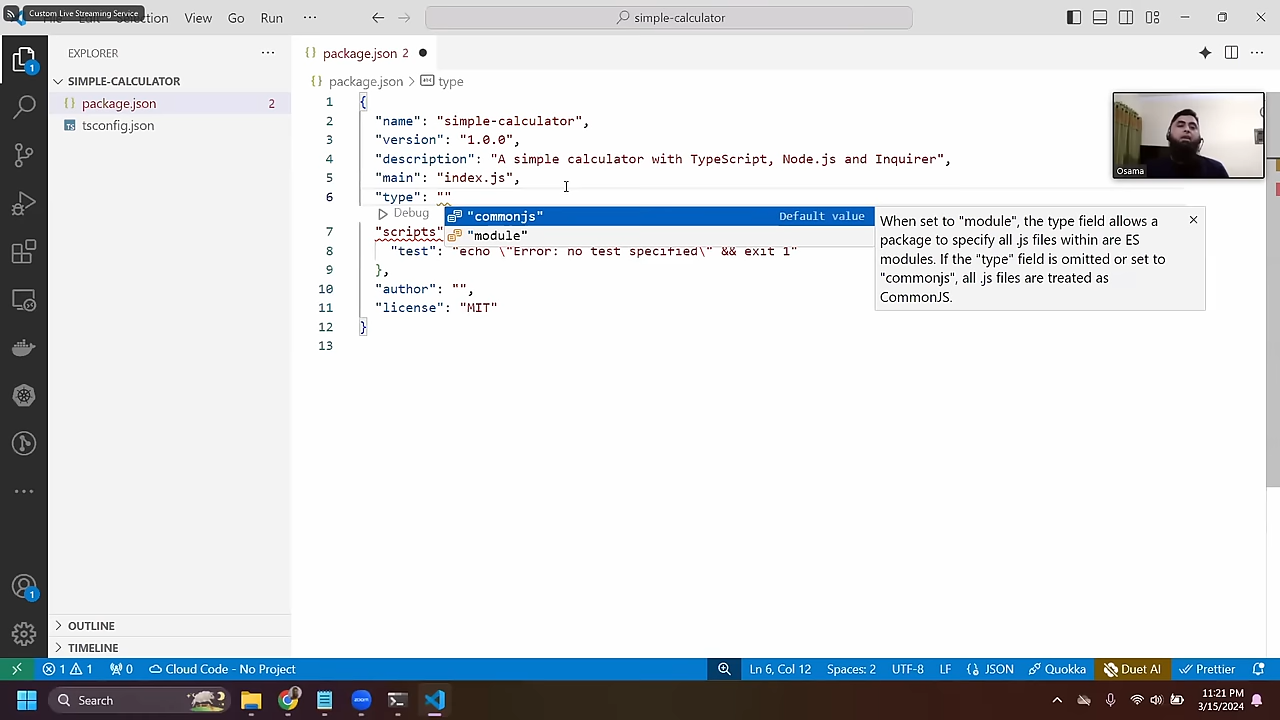 Custom Live Streaming Service
Selection
View
Go
Run
simple-calculator
EXPLORER
package.json 2
SIMPLE-CALCULATOR
package.json > type
package.json 2
tsconfig.json
1 {
2 "name": "simple-calculator",
3 "version": "1.0.0",
4 "description": "A simple calculator with TypeScript, Node.js and Inquirer",
5 "main": "index.js",
6 "type": ""
Debug
"commonjs" Default value
"module"
7 "scripts"
8 "test": "echo \"Error: no test specified\" && exit 1"
9 },
10 "author": "",
11 "license": "MIT"
12 }
13
When set to "module", the type field allows a
package to specify all .js files within are ES
modules. If the "type" field is omitted or set to
"commonjs", all .js files are treated as
CommonJS.
Osama
1
1
OUTLINE
TIMELINE
1 1 0 Cloud Code - No Project
Ln 6, Col 12 Spaces: 2 UTF-8 LF {} JSON Quokka Duet AI Prettier
Search
zoom
11:21 PM
3/15/2024